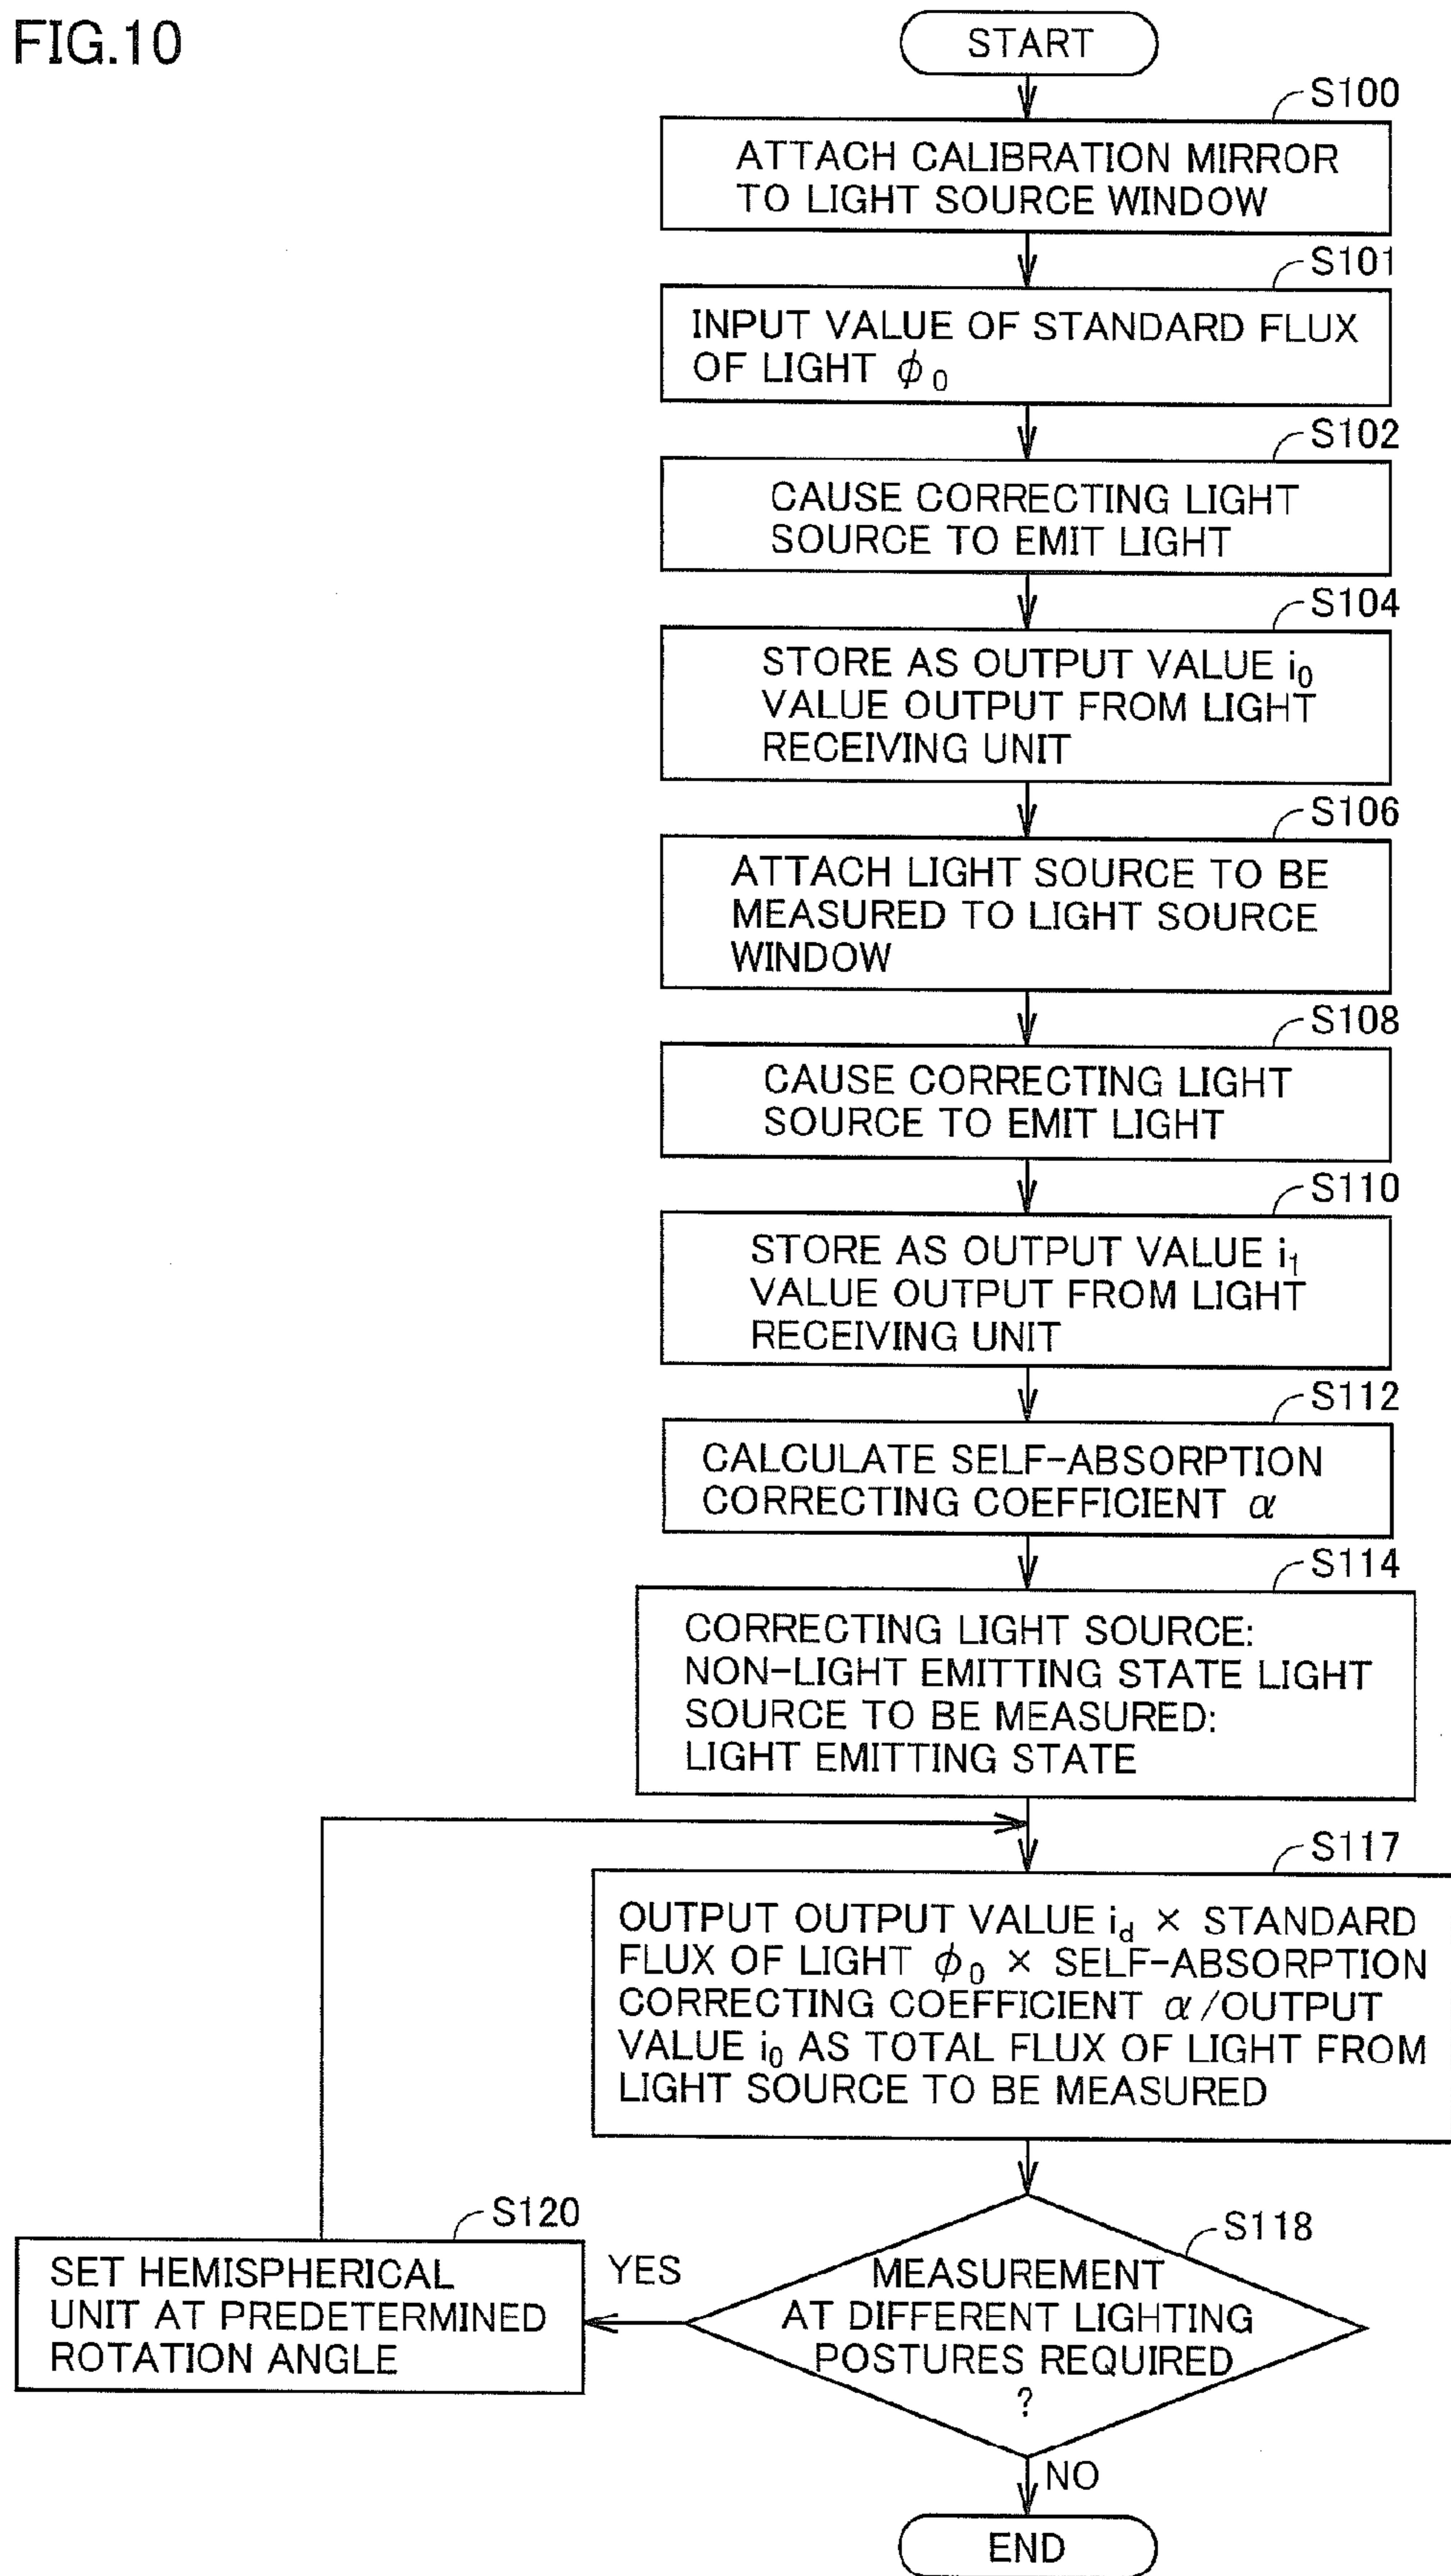 FIG.10
START
S100
ATTACH CALIBRATION MIRROR
TO LIGHT SOURCE WINDOW
S101
INPUT VALUE OF STANDARD FLUX
OF LIGHT ϕ₀
S102
CAUSE CORRECTING LIGHT
SOURCE TO EMIT LIGHT
S104
STORE AS OUTPUT VALUE i₀
VALUE OUTPUT FROM LIGHT
RECEIVING UNIT
S106
ATTACH LIGHT SOURCE TO BE
MEASURED TO LIGHT SOURCE
WINDOW
S108
CAUSE CORRECTING LIGHT
SOURCE TO EMIT LIGHT
S110
STORE AS OUTPUT VALUE i₁
VALUE OUTPUT FROM LIGHT
RECEIVING UNIT
S112
CALCULATE SELF-ABSORPTION
CORRECTING COEFFICIENT α
S114
CORRECTING LIGHT SOURCE:
NON-LIGHT EMITTING STATE LIGHT
SOURCE TO BE MEASURED:
LIGHT EMITTING STATE
S117
OUTPUT OUTPUT VALUE i_d × STANDARD
FLUX OF LIGHT ϕ₀ × SELF-ABSORPTION
CORRECTING COEFFICIENT α/OUTPUT
VALUE i₀ AS TOTAL FLUX OF LIGHT FROM
LIGHT SOURCE TO BE MEASURED
S118
MEASUREMENT
AT DIFFERENT LIGHTING
POSTURES REQUIRED
?
YES
S120
SET HEMISPHERICAL
UNIT AT PREDETERMINED
ROTATION ANGLE
NO
END